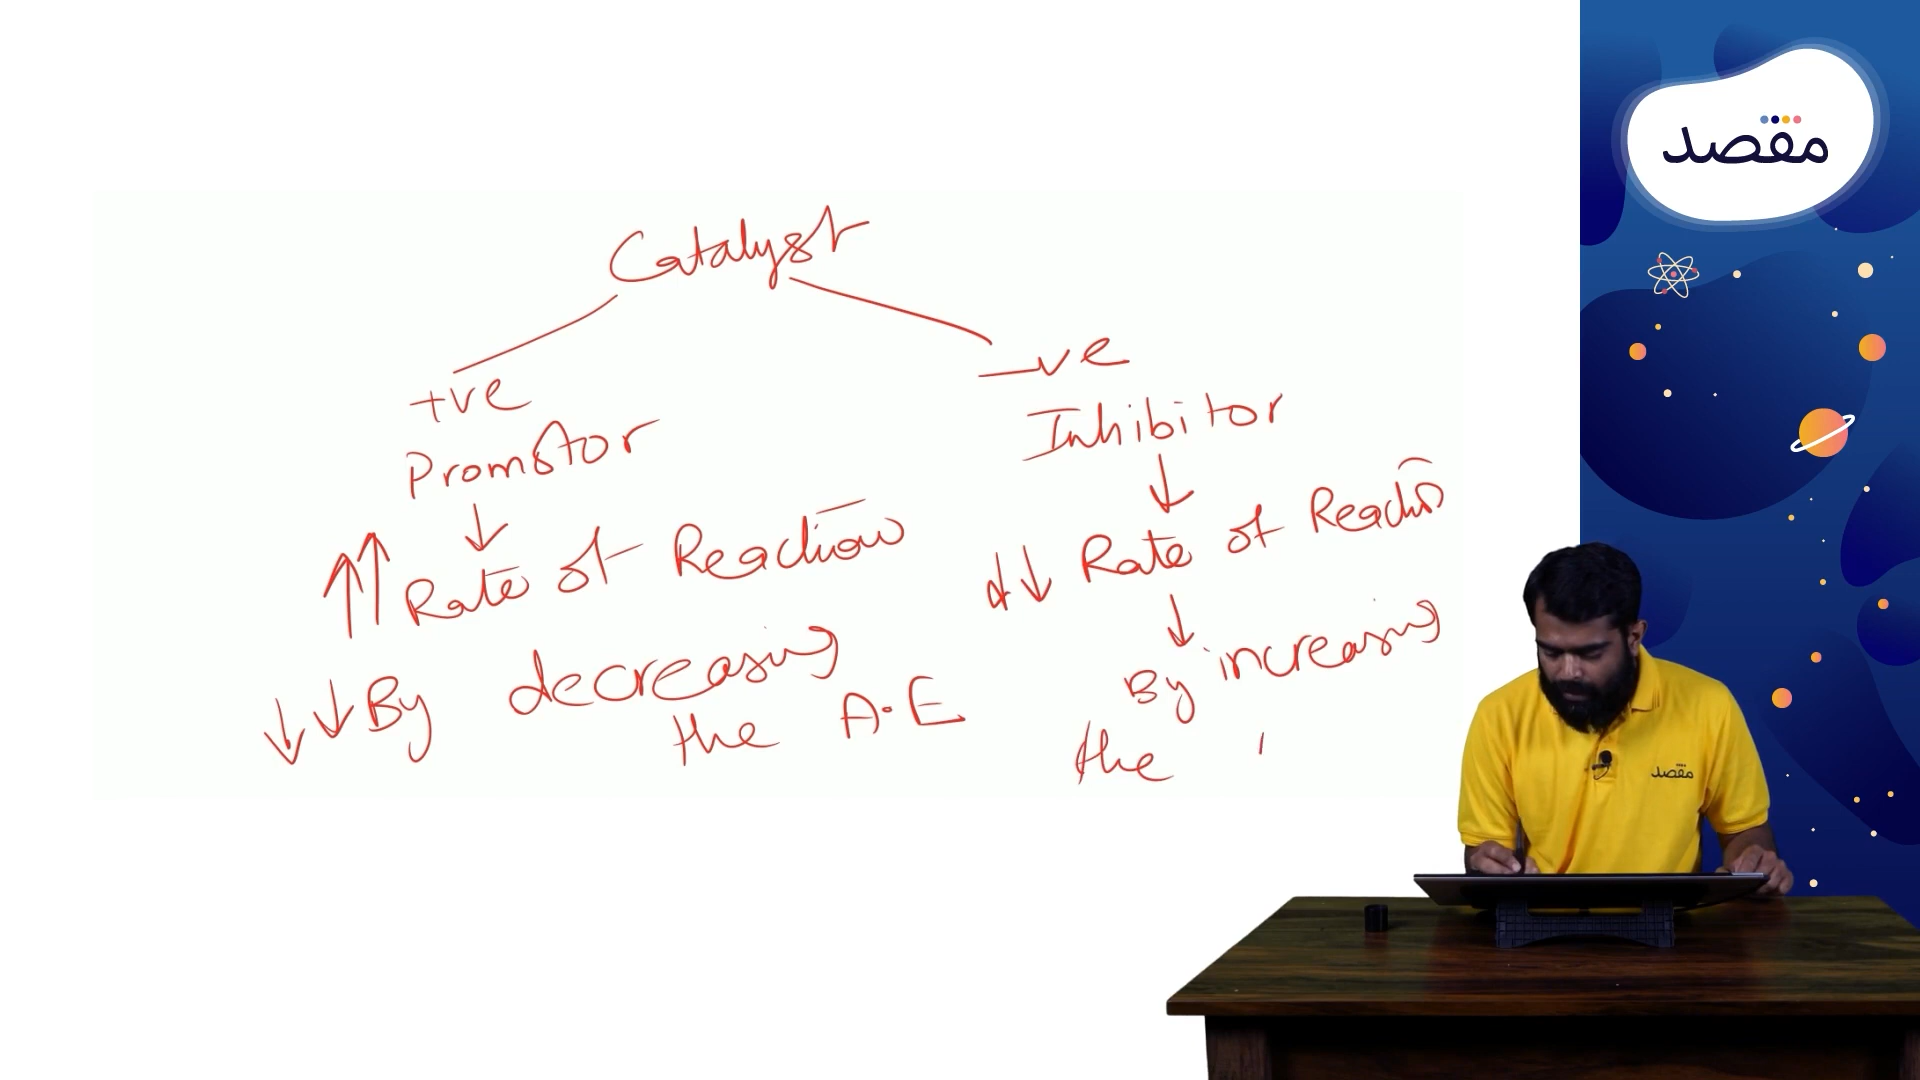 مقصد
Catalyst
+ve
Promotor
↓
↑↑ Rate of Reaction
↓↓ By decreasing
the A.E
-ve
Inhibitor
↓
↓↓ Rate of Reaction
↓
By increasing
the
مقصد